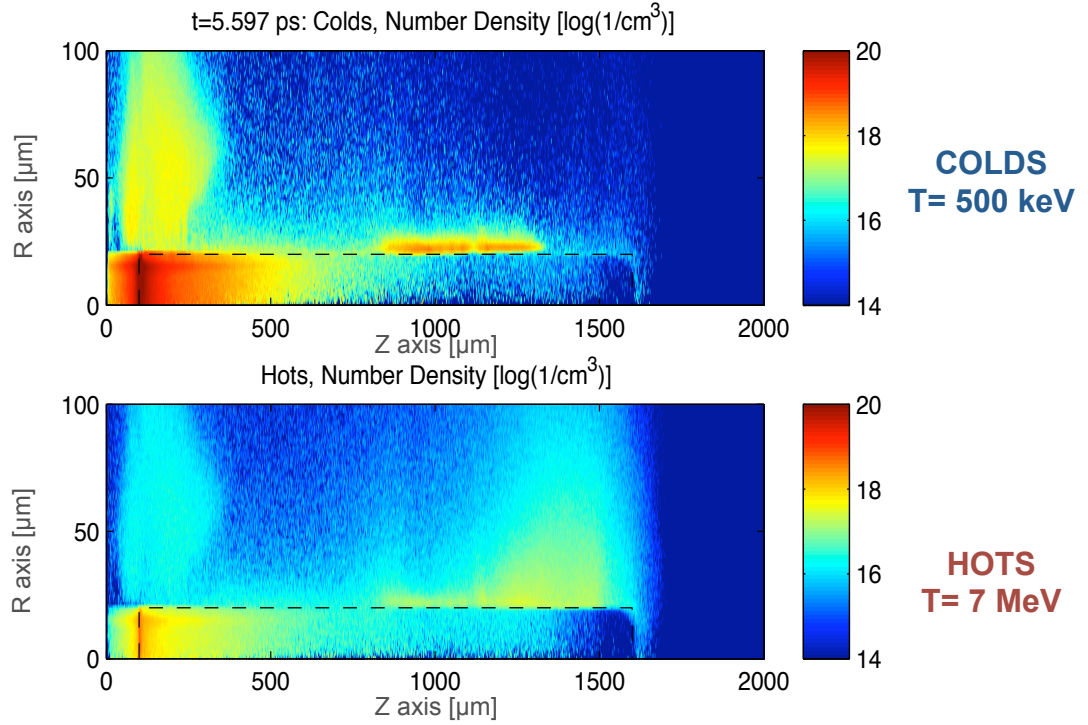 t=5.597 ps: Colds, Number Density [log(1/cm³)]
100
50
0
R axis [µm]
0
500
1000
1500
2000
Z axis [µm]
20
18
16
14
COLDS
T= 500 keV
Hots, Number Density [log(1/cm³)]
100
50
0
R axis [µm]
0
500
1000
1500
2000
Z axis [µm]
20
18
16
14
HOTS
T= 7 MeV